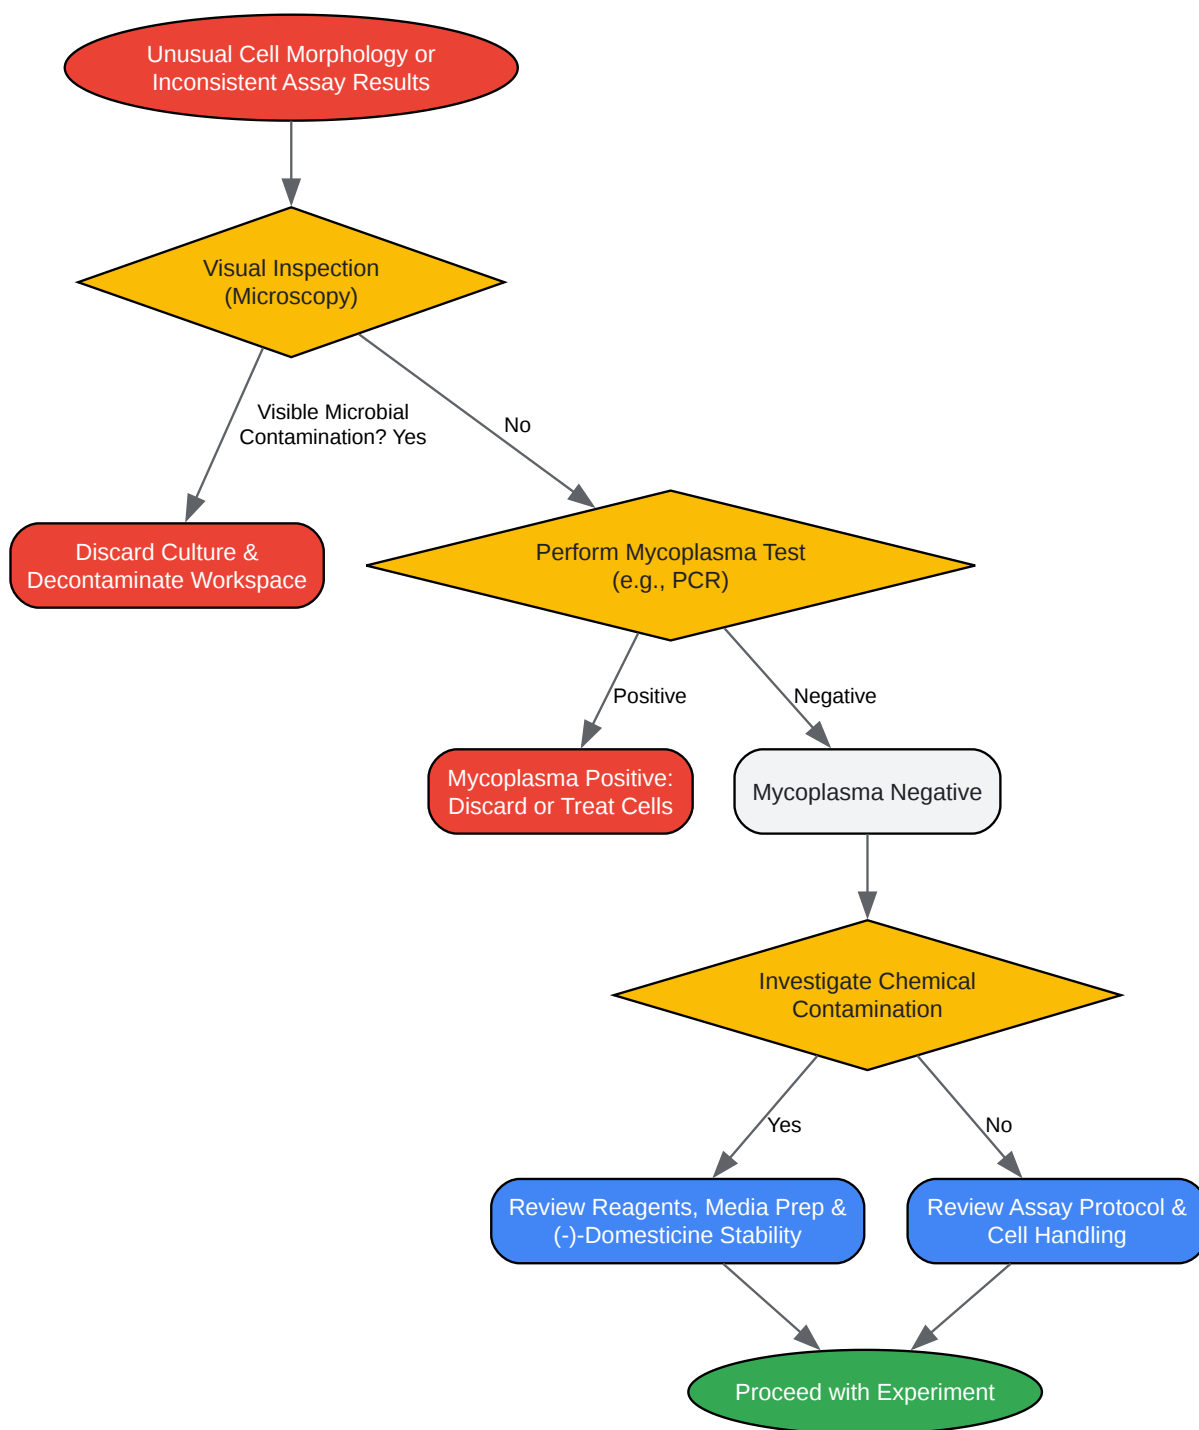 Unusual Cell Morphology or
Inconsistent Assay Results
Visual Inspection
(Microscopy)
Visible Microbial
Contamination? Yes
No
Discard Culture &
Decontaminate Workspace
Perform Mycoplasma Test
(e.g., PCR)
Positive
Negative
Mycoplasma Positive:
Discard or Treat Cells
Mycoplasma Negative
Investigate Chemical
Contamination
Yes
No
Review Reagents, Media Prep &
(-)-Domesticine Stability
Review Assay Protocol &
Cell Handling
Proceed with Experiment